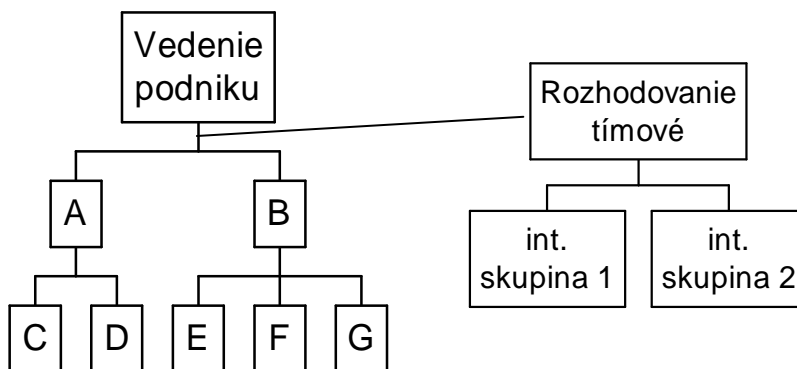 Vedenie
podniku
Rozhodovanie
tímové
A
B
int.
skupina 1
int.
skupina 2
C
D
E
F
G